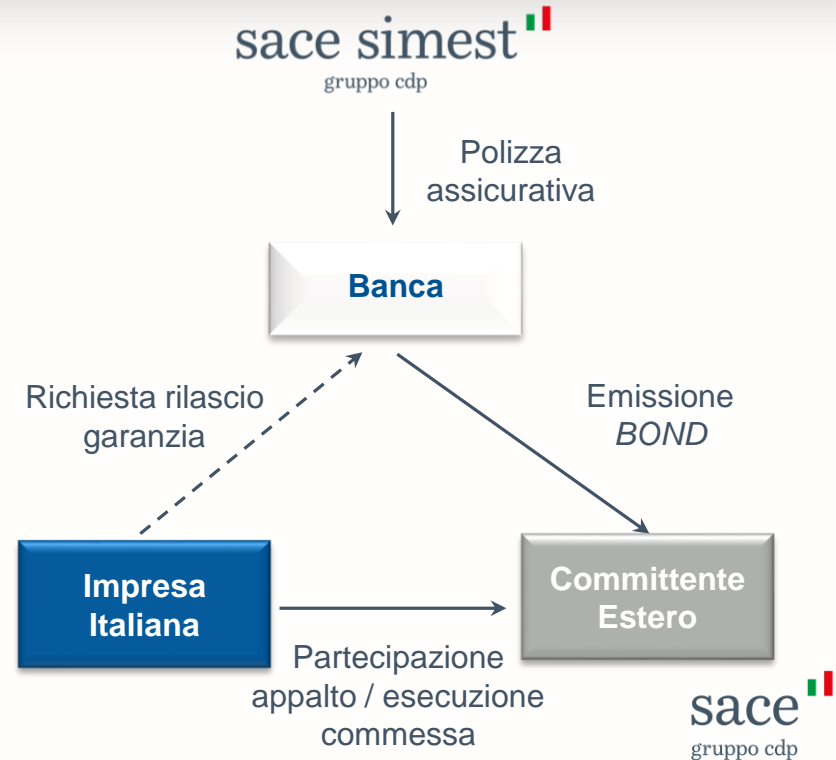 sace simest
gruppo cdp
Polizza
assicurativa
Banca
Richiesta rilascio
garanzia
Emissione
BOND
Impresa
Italiana
Committente
Estero
Partecipazione
appalto / esecuzione
commessa
sace
gruppo cdp